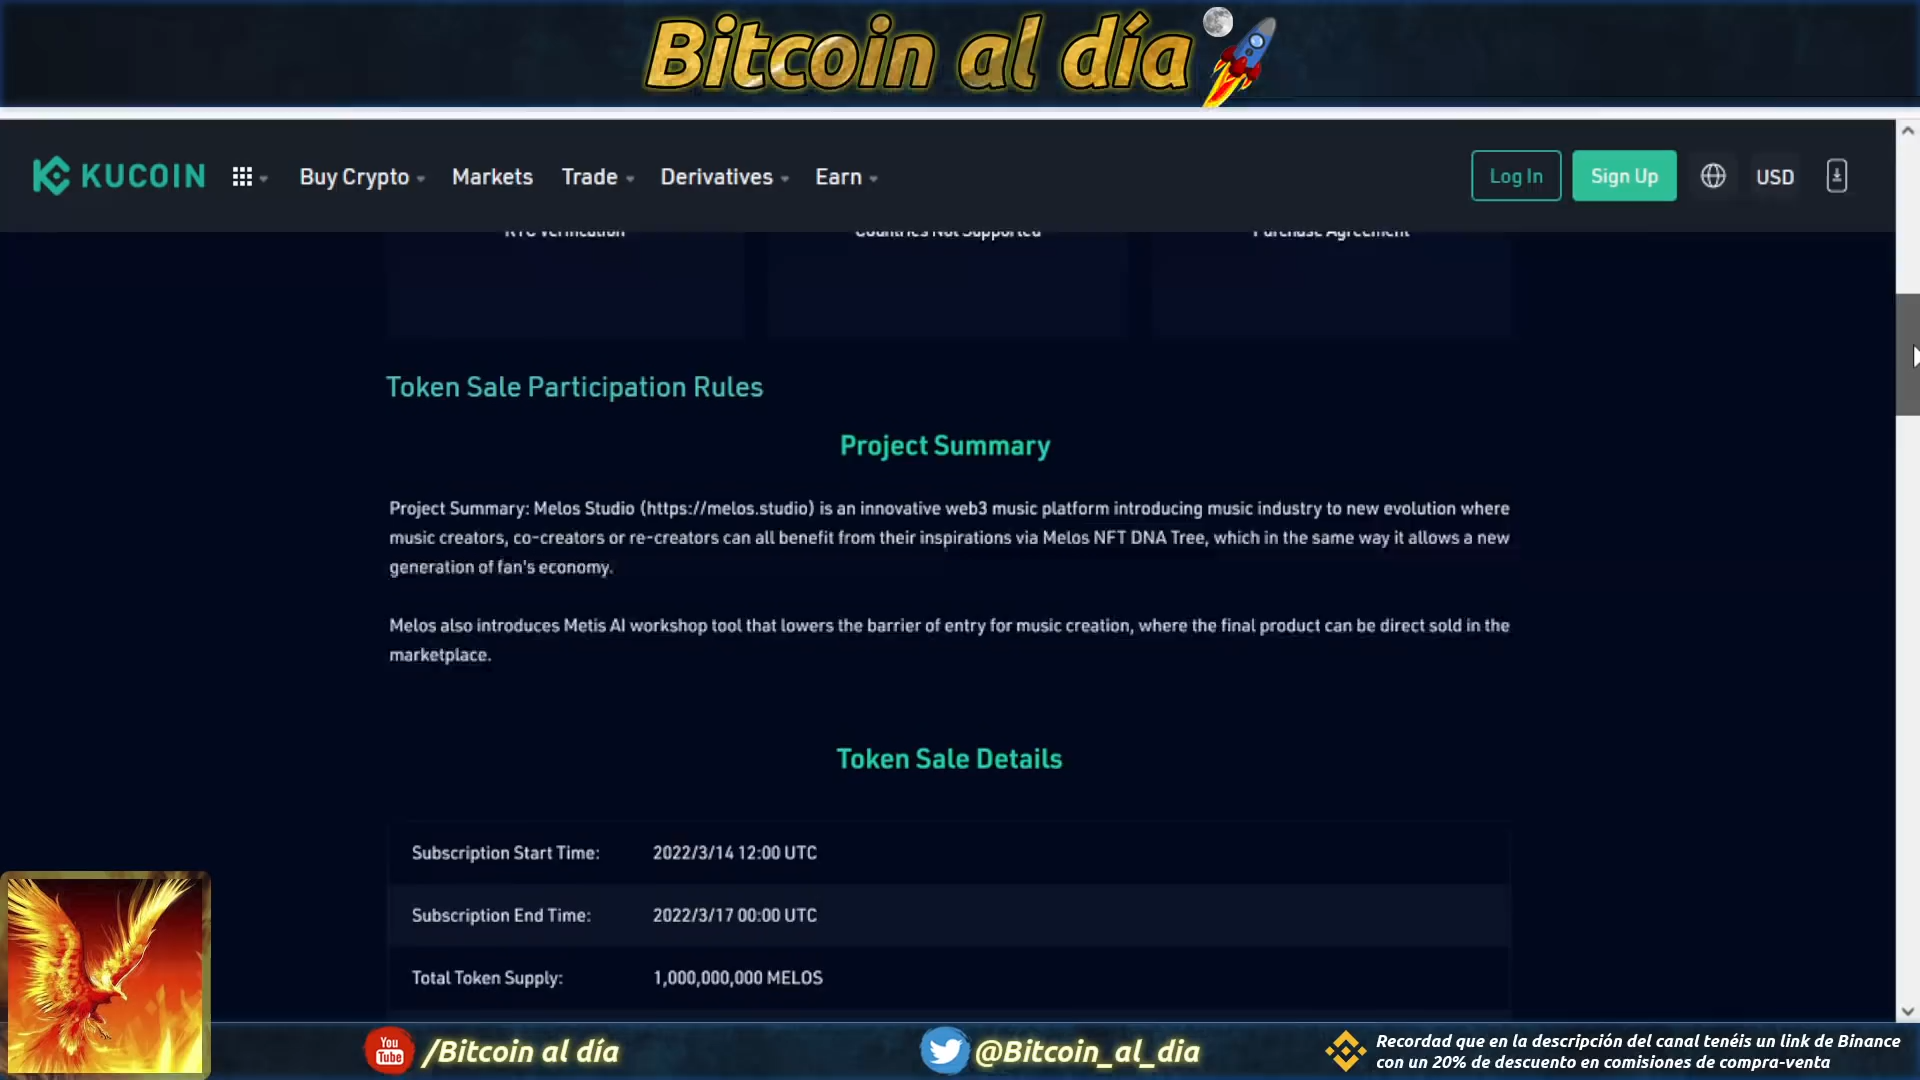 Bitcoin al día
KUCOIN
Buy Crypto
Markets
Trade
Derivatives
Earn
Log In
Sign Up
USD
KYC Verification
Countries Not Supported
Purchase Agreement
Token Sale Participation Rules
Project Summary
Project Summary: Melos Studio (https://melos.studio) is an innovative web3 music platform introducing music industry to new evolution where
music creators, co-creators or re-creators can all benefit from their inspirations via Melos NFT DNA Tree, which in the same way it allows a new
generation of fan's economy.
Melos also introduces Metis AI workshop tool that lowers the barrier of entry for music creation, where the final product can be direct sold in the
marketplace.
Token Sale Details
Subscription Start Time: 2022/3/14 12:00 UTC
Subscription End Time: 2022/3/17 00:00 UTC
Total Token Supply: 1,000,000,000 MELOS
You Tube
/Bitcoin al día
@Bitcoin_al_dia
Recordad que en la descripción del canal tenéis un link de Binance
con un 20% de descuento en comisiones de compra-venta